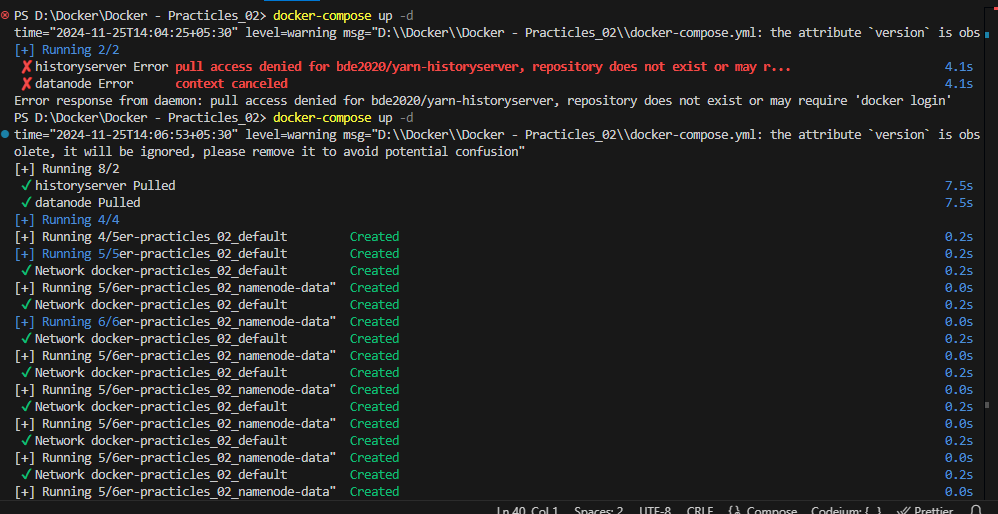 PS D:\Docker\Docker - Practicles_02> docker-compose up -d
time="2024-11-25T14:04:25+05:30" level=warning msg="D:\\Docker\\Docker - Practicles_02\\docker-compose.yml: the attribute `version` is obs
[+] Running 2/2
✘ historyserver Error pull access denied for bde2020/yarn-historyserver, repository does not exist or may r... 4.1s
✘ datanode Error context canceled 4.1s
Error response from daemon: pull access denied for bde2020/yarn-historyserver, repository does not exist or may require 'docker login'
PS D:\Docker\Docker - Practicles_02> docker-compose up -d
time="2024-11-25T14:06:53+05:30" level=warning msg="D:\\Docker\\Docker - Practicles_02\\docker-compose.yml: the attribute `version` is obs
olete, it will be ignored, please remove it to avoid potential confusion"
[+] Running 8/2
✔ historyserver Pulled 7.5s
✔ datanode Pulled 7.5s
[+] Running 4/4
[+] Running 4/5er-practicles_02_default Created 0.2s
[+] Running 5/5er-practicles_02_default Created 0.2s
✔ Network docker-practicles_02_default Created 0.2s
[+] Running 5/6er-practicles_02_namenode-data" Created 0.0s
✔ Network docker-practicles_02_default Created 0.2s
[+] Running 6/6er-practicles_02_namenode-data" Created 0.0s
✔ Network docker-practicles_02_default Created 0.2s
[+] Running 5/6er-practicles_02_namenode-data" Created 0.0s
✔ Network docker-practicles_02_default Created 0.2s
[+] Running 5/6er-practicles_02_namenode-data" Created 0.0s
✔ Network docker-practicles_02_default Created 0.2s
[+] Running 5/6er-practicles_02_namenode-data" Created 0.0s
✔ Network docker-practicles_02_default Created 0.2s
[+] Running 5/6er-practicles_02_namenode-data" Created 0.0s
✔ Network docker-practicles_02_default Created 0.2s
[+] Running 5/6er-practicles_02_namenode-data" Created 0.0s
Ln 40, Col 1 Spaces: 2 UTF-8 CRLF Compose Codeium: {..} Prettier